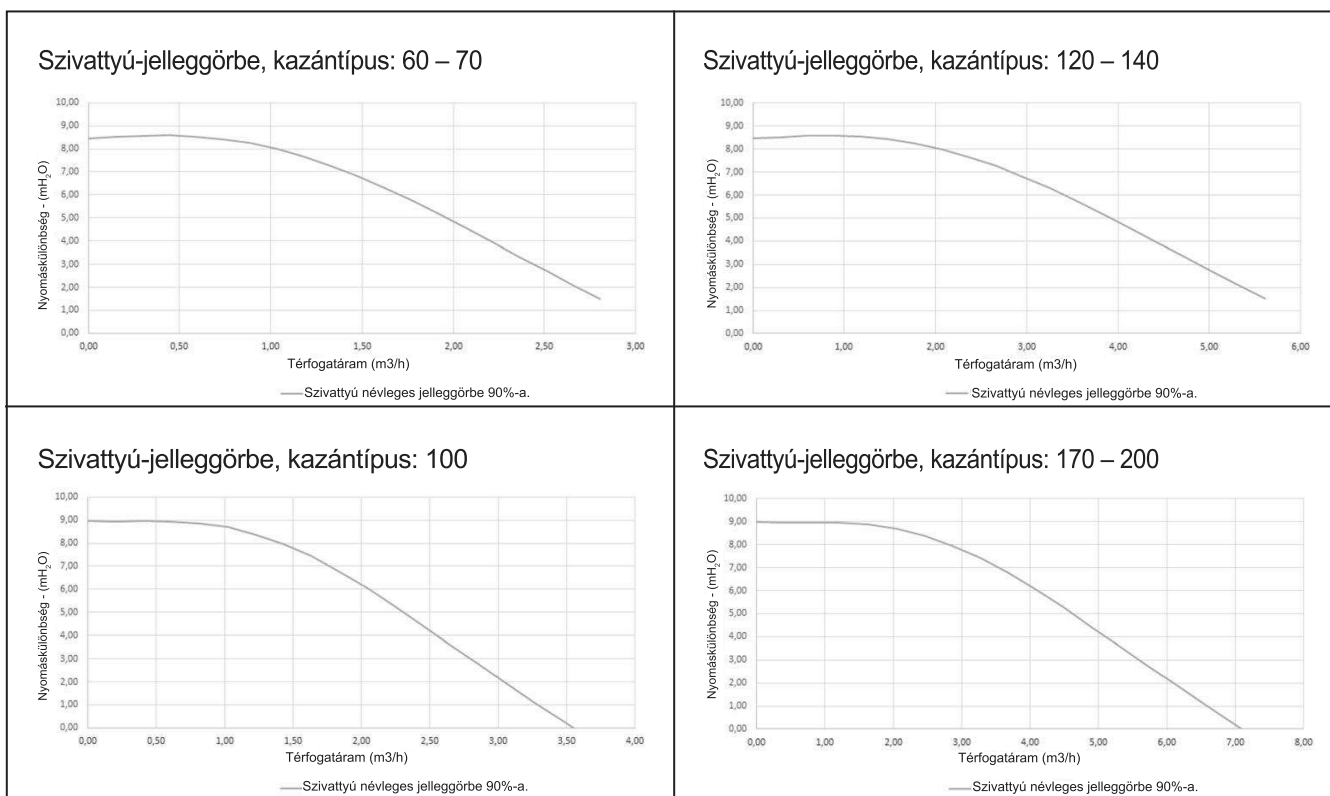 Szivattyú-jelleggörbe, kazántípus: 60 – 70
10,00
9,00
8,00
7,00
6,00
5,00
4,00
3,00
2,00
1,00
0,00
Nyomáskülönbség - (mH₂O)
0,00 0,50 1,00 1,50 2,00 2,50 3,00
Térfogatáram (m3/h)
Szivattyú névleges jelleggörbe 90%-a.
Szivattyú-jelleggörbe, kazántípus: 120 – 140
10,00
9,00
8,00
7,00
6,00
5,00
4,00
3,00
2,00
1,00
0,00
Nyomáskülönbség - (mH₂O)
0,00 1,00 2,00 3,00 4,00 5,00 6,00
Térfogatáram (m3/h)
Szivattyú névleges jelleggörbe 90%-a.
Szivattyú-jelleggörbe, kazántípus: 100
10,00
9,00
8,00
7,00
6,00
5,00
4,00
3,00
2,00
1,00
0,00
Nyomáskülönbség - (mH₂O)
0,00 0,50 1,00 1,50 2,00 2,50 3,00 3,50 4,00
Térfogatáram (m3/h)
Szivattyú névleges jelleggörbe 90%-a.
Szivattyú-jelleggörbe, kazántípus: 170 – 200
10,00
9,00
8,00
7,00
6,00
5,00
4,00
3,00
2,00
1,00
0,00
Nyomáskülönbség - (mH₂O)
0,00 1,00 2,00 3,00 4,00 5,00 6,00 7,00 8,00
Térfogatáram (m3/h)
Szivattyú névleges jelleggörbe 90%-a.